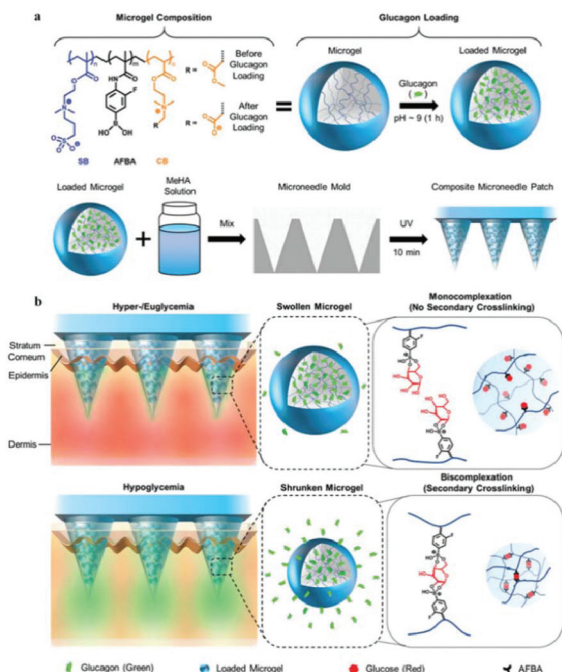 a
Microgel Composition
Glucagon Loading
Before
Glucagon
Loading
After
Glucagon
Loading
R =
R =
SB
AFBA
CB
Microgel
Glucagon
pH ~ 9 (1 h)
Loaded Microgel
Loaded
Microgel
MeHA
Solution
Mix
Microneedle Mold
UV
10 min
Composite Microneedle Patch
b
Hyper-/Euglycemia
Stratum
Corneum
Epidermis
Dermis
Swollen Microgel
Monocomplexation
(No Secondary Crosslinking)
Hypoglycemia
Shrunken Microgel
Biscomplexation
(Secondary Crosslinking)
Glucagon (Green)
Loaded Microgel
Glucose (Red)
AFBA